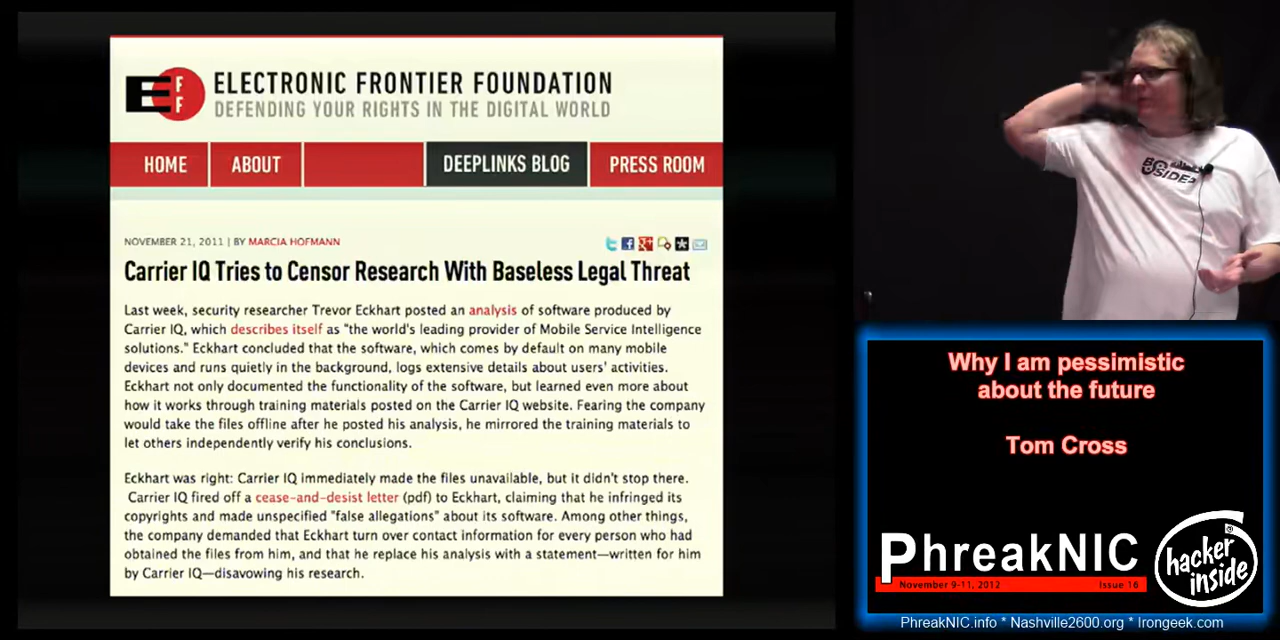 E
F
F
ELECTRONIC FRONTIER FOUNDATION
DEFENDING YOUR RIGHTS IN THE DIGITAL WORLD
HOME
ABOUT
DEEPLINKS BLOG
PRESS ROOM
NOVEMBER 21, 2011 | BY MARCIA HOFMANN
Carrier IQ Tries to Censor Research With Baseless Legal Threat
Last week, security researcher Trevor Eckhart posted an analysis of software produced by
Carrier IQ, which describes itself as "the world's leading provider of Mobile Service Intelligence
solutions." Eckhart concluded that the software, which comes by default on many mobile
devices and runs quietly in the background, logs extensive details about users' activities.
Eckhart not only documented the functionality of the software, but learned even more about
how it works through training materials posted on the Carrier IQ website. Fearing the company
would take the files offline after he posted his analysis, he mirrored the training materials to
let others independently verify his conclusions.
Eckhart was right: Carrier IQ immediately made the files unavailable, but it didn't stop there.
Carrier IQ fired off a cease-and-desist letter (pdf) to Eckhart, claiming that he infringed its
copyrights and made unspecified "false allegations" about its software. Among other things,
the company demanded that Eckhart turn over contact information for every person who had
obtained the files from him, and that he replace his analysis with a statement—written for him
by Carrier IQ—disavowing his research.
Why I am pessimistic
about the future
Tom Cross
PhreakNIC
November 9-11, 2012
Issue 16
hacker
inside
PhreakNIC.info * Nashville2600.org * Irongeek.com